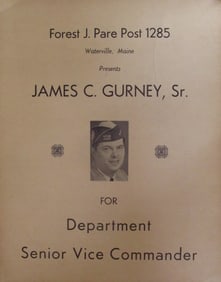 Forest J. Pare Post 1285
Waterville, Maine
Presents
JAMES C. GURNEY, Sr.
FOR
Department
Senior Vice Commander